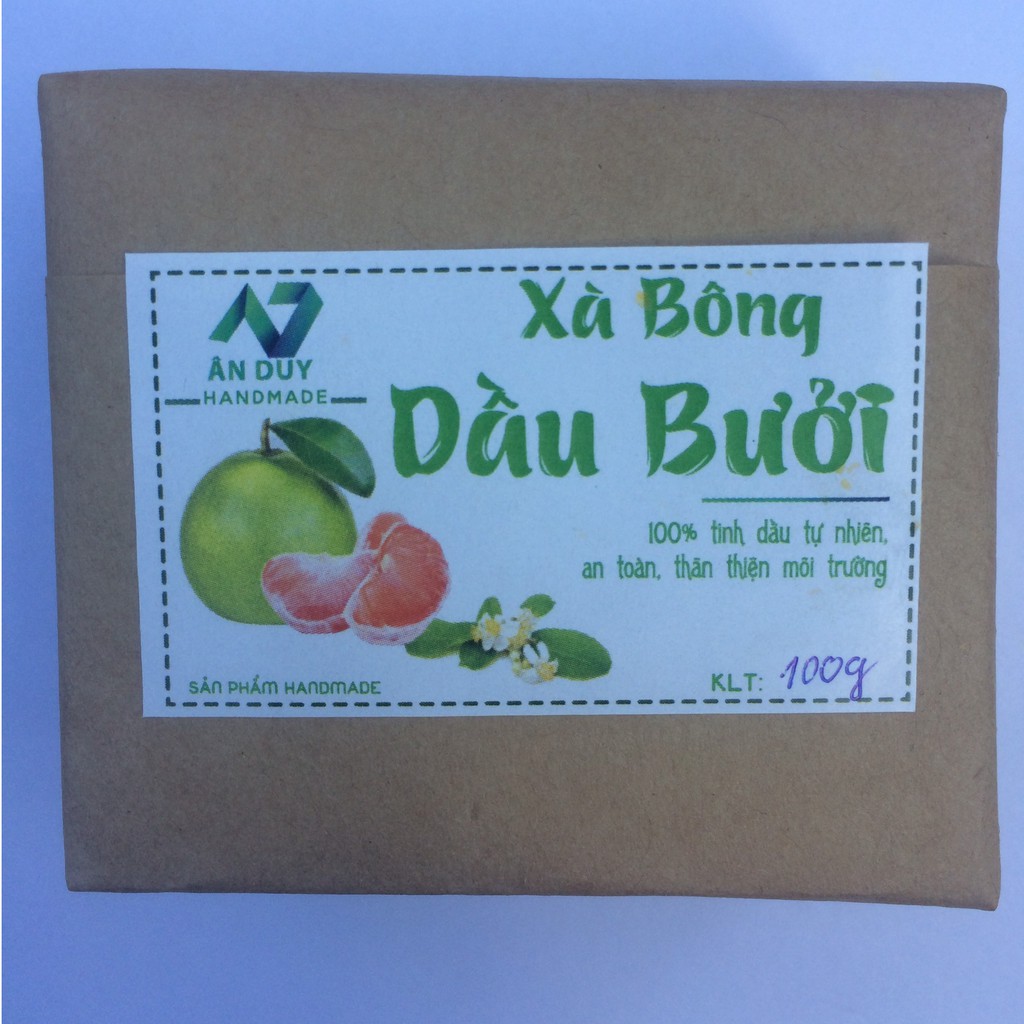 ÂN DUY
HANDMADE
Xà Bông
Dầu Bưởi
100% tinh dầu tự nhiên,
an toàn, thân thiện môi trường
SẢN PHẨM HANDMADE
KLT: 100g